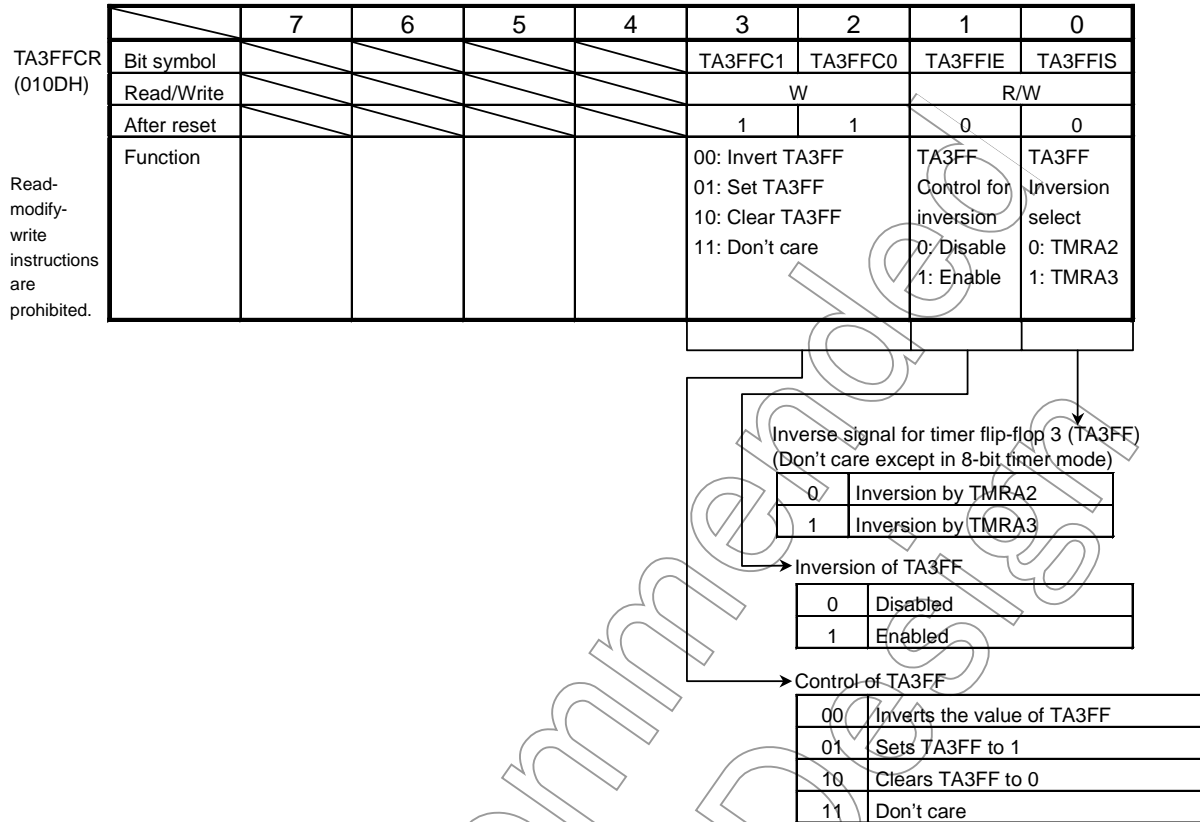 7 6 5 4 3 2 1 0
TA3FFCR
(010DH)
Bit symbol TA3FFC1 TA3FFC0 TA3FFIE TA3FFIS
Read/Write W R/W
After reset 1 1 0 0
Read-
modify-
write
instructions
are
prohibited.
Function
00: Invert TA3FF
01: Set TA3FF
10: Clear TA3FF
11: Don't care
TA3FF
Control for
inversion
0: Disable
1: Enable
TA3FF
Inversion
select
0: TMRA2
1: TMRA3
Inverse signal for timer flip-flop 3 (TA3FF)
(Don't care except in 8-bit timer mode)
0 Inversion by TMRA2
1 Inversion by TMRA3
Inversion of TA3FF
0 Disabled
1 Enabled
Control of TA3FF
00 Inverts the value of TA3FF
01 Sets TA3FF to 1
10 Clears TA3FF to 0
11 Don't care